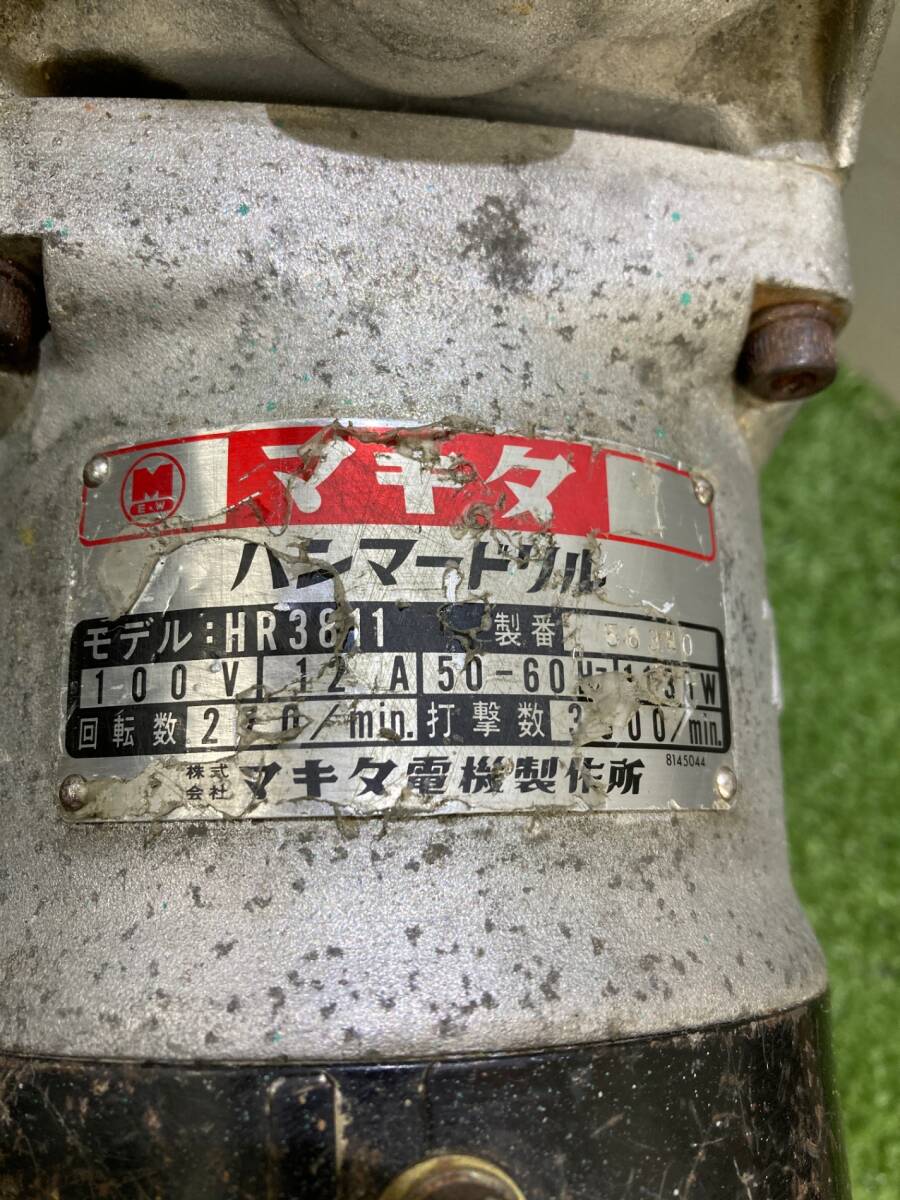 M
E&W
マキタ
ハンマードリル
モデル:HR3811 製番
100V 12A 50-60Hz
回転数 /min. 打撃数 /min.
8145044
株式会社 マキタ電機製作所